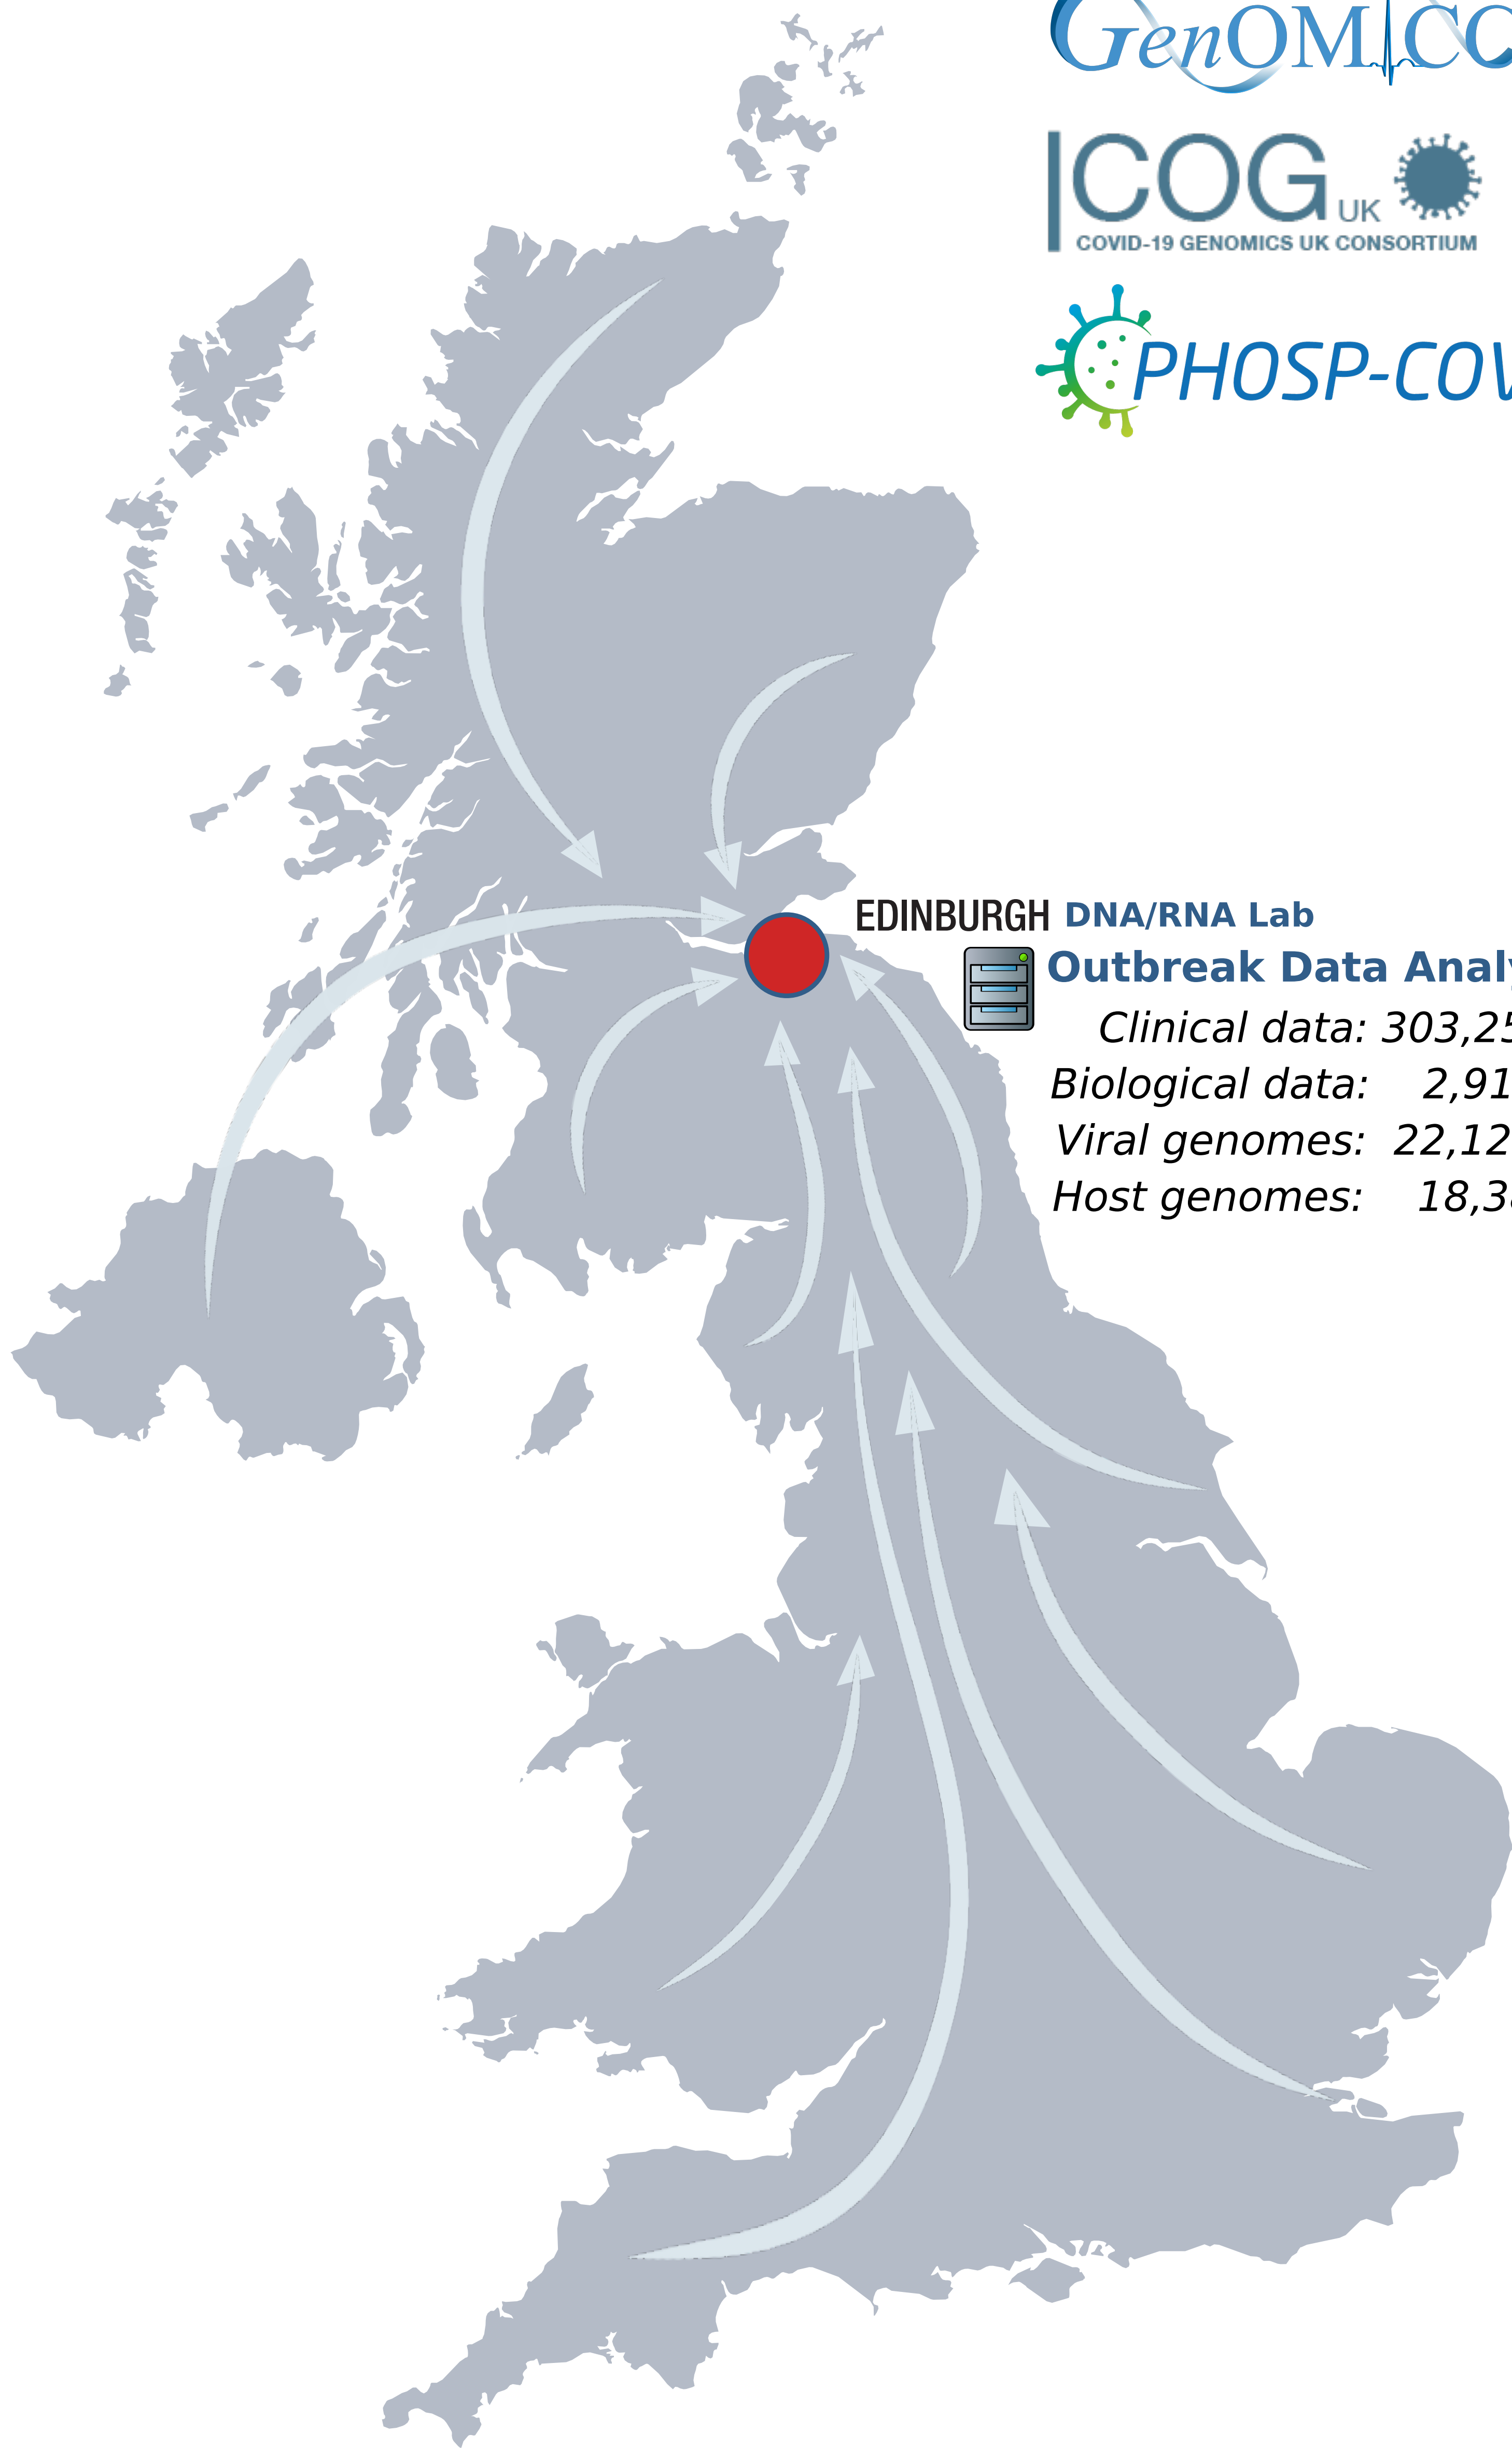 GenOMICC
COG UK
COVID-19 GENOMICS UK CONSORTIUM
PHOSP-COV
EDINBURGH DNA/RNA Lab
Outbreak Data Analy
Clinical data: 303,25
Biological data: 2,91
Viral genomes: 22,12
Host genomes: 18,3